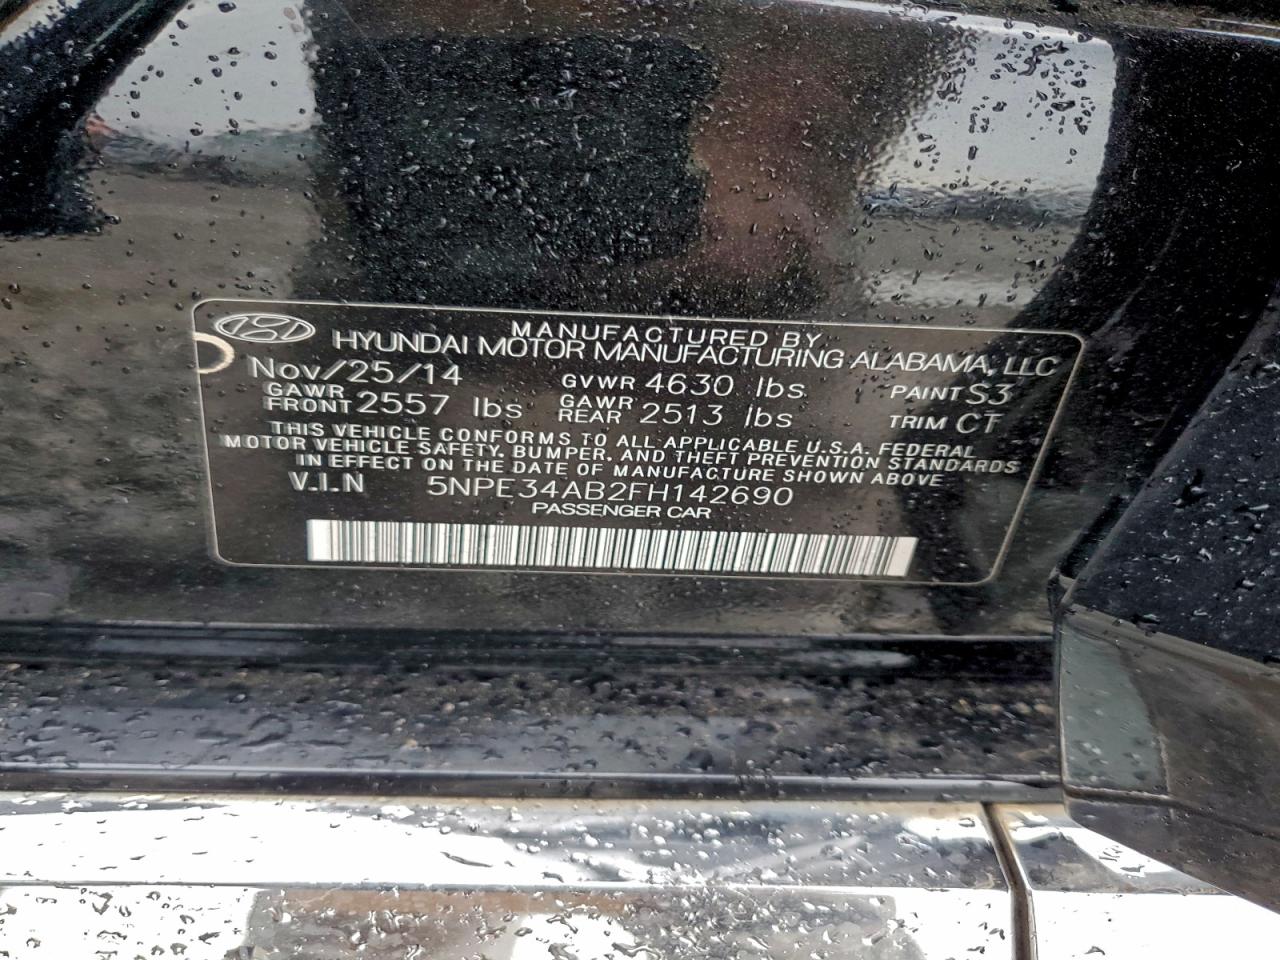 MANUFACTURED BY
HYUNDAI MOTOR MANUFACTURING ALABAMA, LLC
Nov/25/14 GVWR 4630 lbs PAINT S3
GAWR FRONT 2557 lbs GAWR REAR 2513 lbs TRIM CT
THIS VEHICLE CONFORMS TO ALL APPLICABLE U.S.A. FEDERAL
MOTOR VEHICLE SAFETY, BUMPER, AND THEFT PREVENTION STANDARDS
IN EFFECT ON THE DATE OF MANUFACTURE SHOWN ABOVE
V.I.N 5NPE34AB2FH142690
PASSENGER CAR